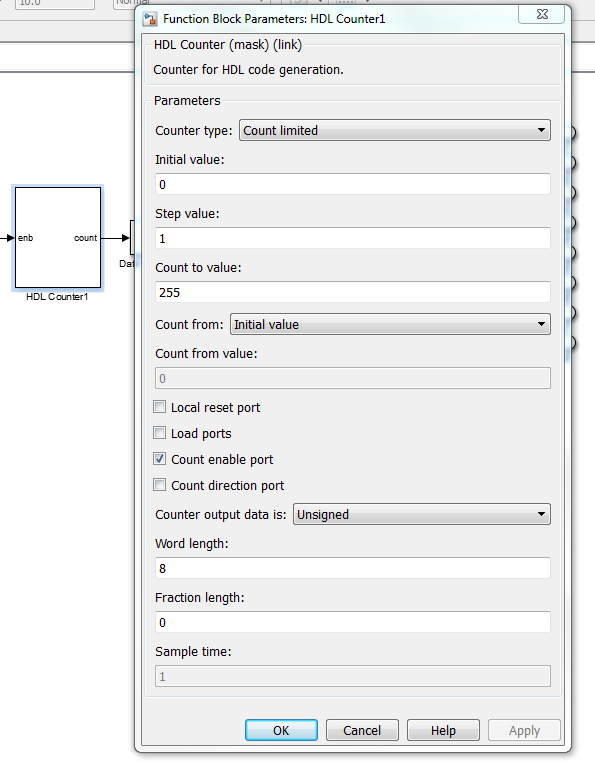 10.0
Normal
Function Block Parameters: HDL Counter1
HDL Counter (mask) (link)
Counter for HDL code generation.
Parameters
Counter type: Count limited
Initial value:
0
Step value:
1
Count to value:
255
Count from: Initial value
Count from value:
0
Local reset port
Load ports
Count enable port
Count direction port
Counter output data is: Unsigned
Word length:
8
Fraction length:
0
Sample time:
1
OK Cancel Help Apply
enb count
Dat
HDL Counter1